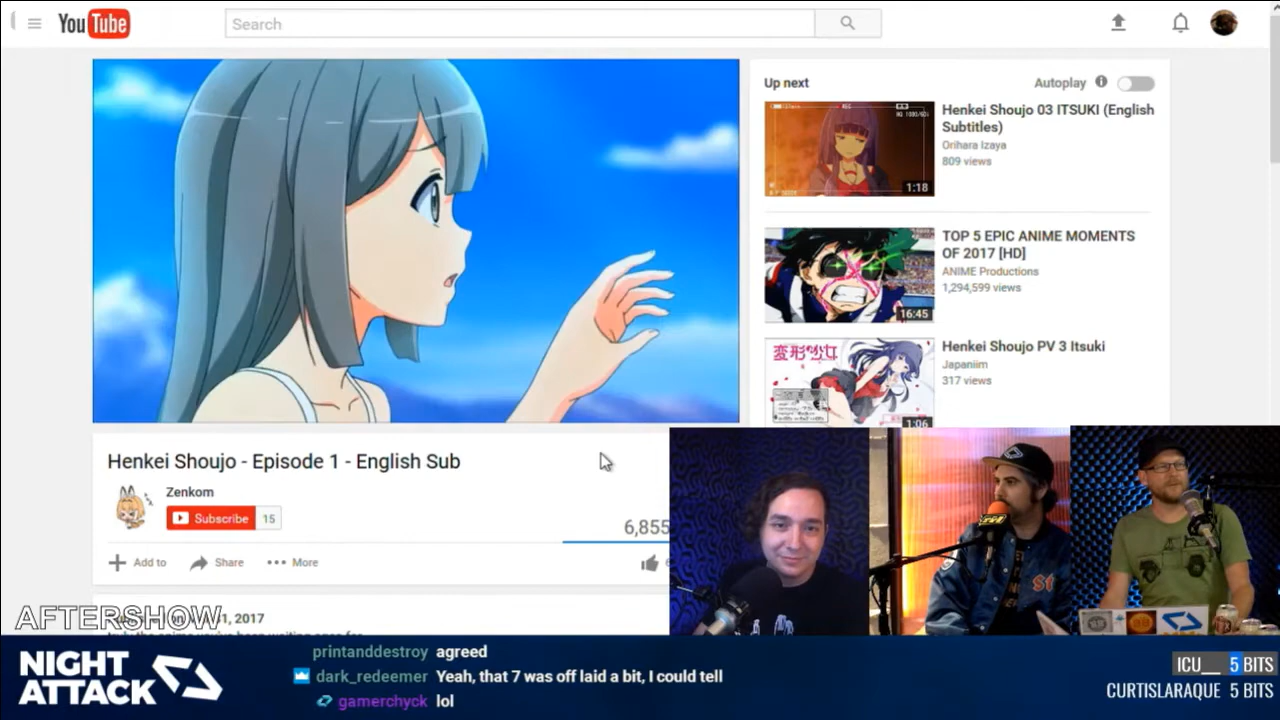 YouTube
Search
Up next
Autoplay
Henkei Shoujo 03 ITSUKI (English
Subtitles)
Orihara Izaya
809 views
1:18
TOP 5 EPIC ANIME MOMENTS
OF 2017 [HD]
ANIME Productions
1,294,599 views
16:45
変形少女
Henkei Shoujo PV 3 Itsuki
Japaniim
317 views
1:06
Henkei Shoujo - Episode 1 - English Sub
Zenkom
Subscribe 15
6,855
Add to
Share
More
AFTERSHOW
1, 2017
NIGHT
ATTACK
printanddestroy agreed
dark_redeemer Yeah, that 7 was off laid a bit, I could tell
gamerchyck lol
ICU__ 5 BITS
CURTISLARAQUE 5 BITS